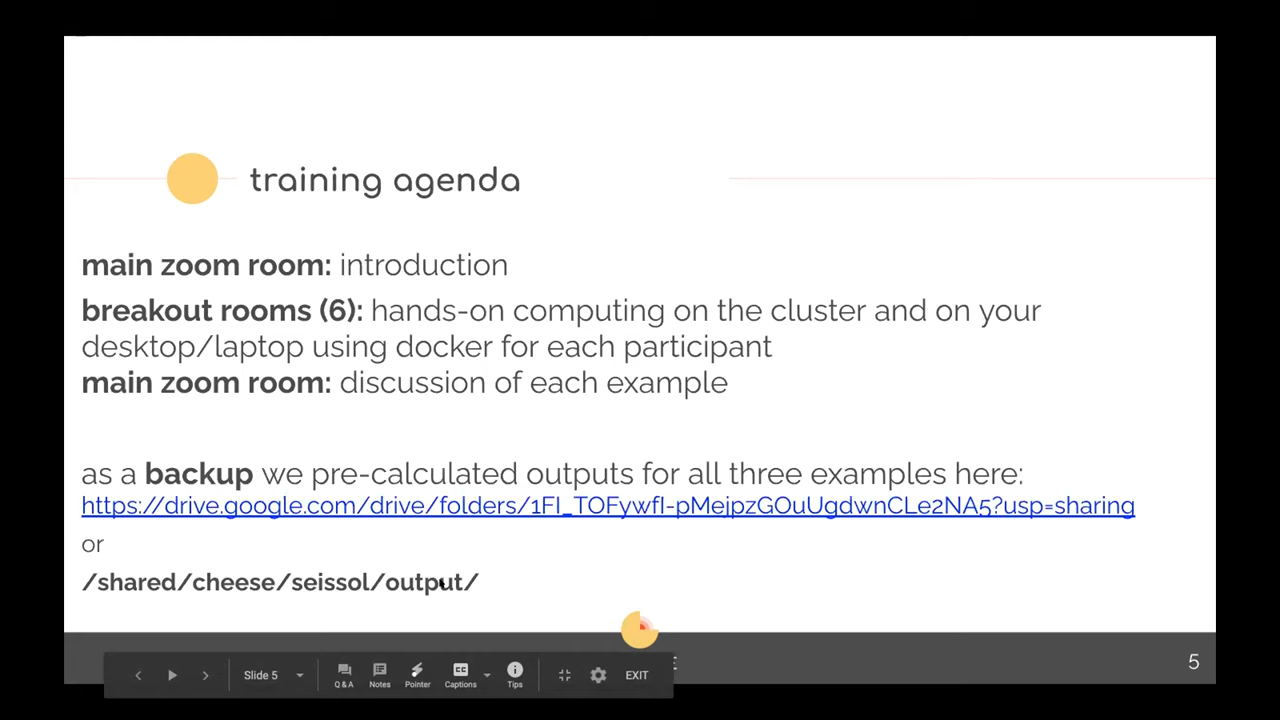 training agenda
main zoom room: introduction
breakout rooms (6): hands-on computing on the cluster and on your
desktop/laptop using docker for each participant
main zoom room: discussion of each example
as a backup we pre-calculated outputs for all three examples here:
https://drive.google.com/drive/folders/1FI_TOFywfI-pMejpzGOuUgdwnCLe2NA5?usp=sharing
or
/shared/cheese/seissol/output/
5
Slide 5
Q & A
Notes
Pointer
CC
Captions
Tips
EXIT